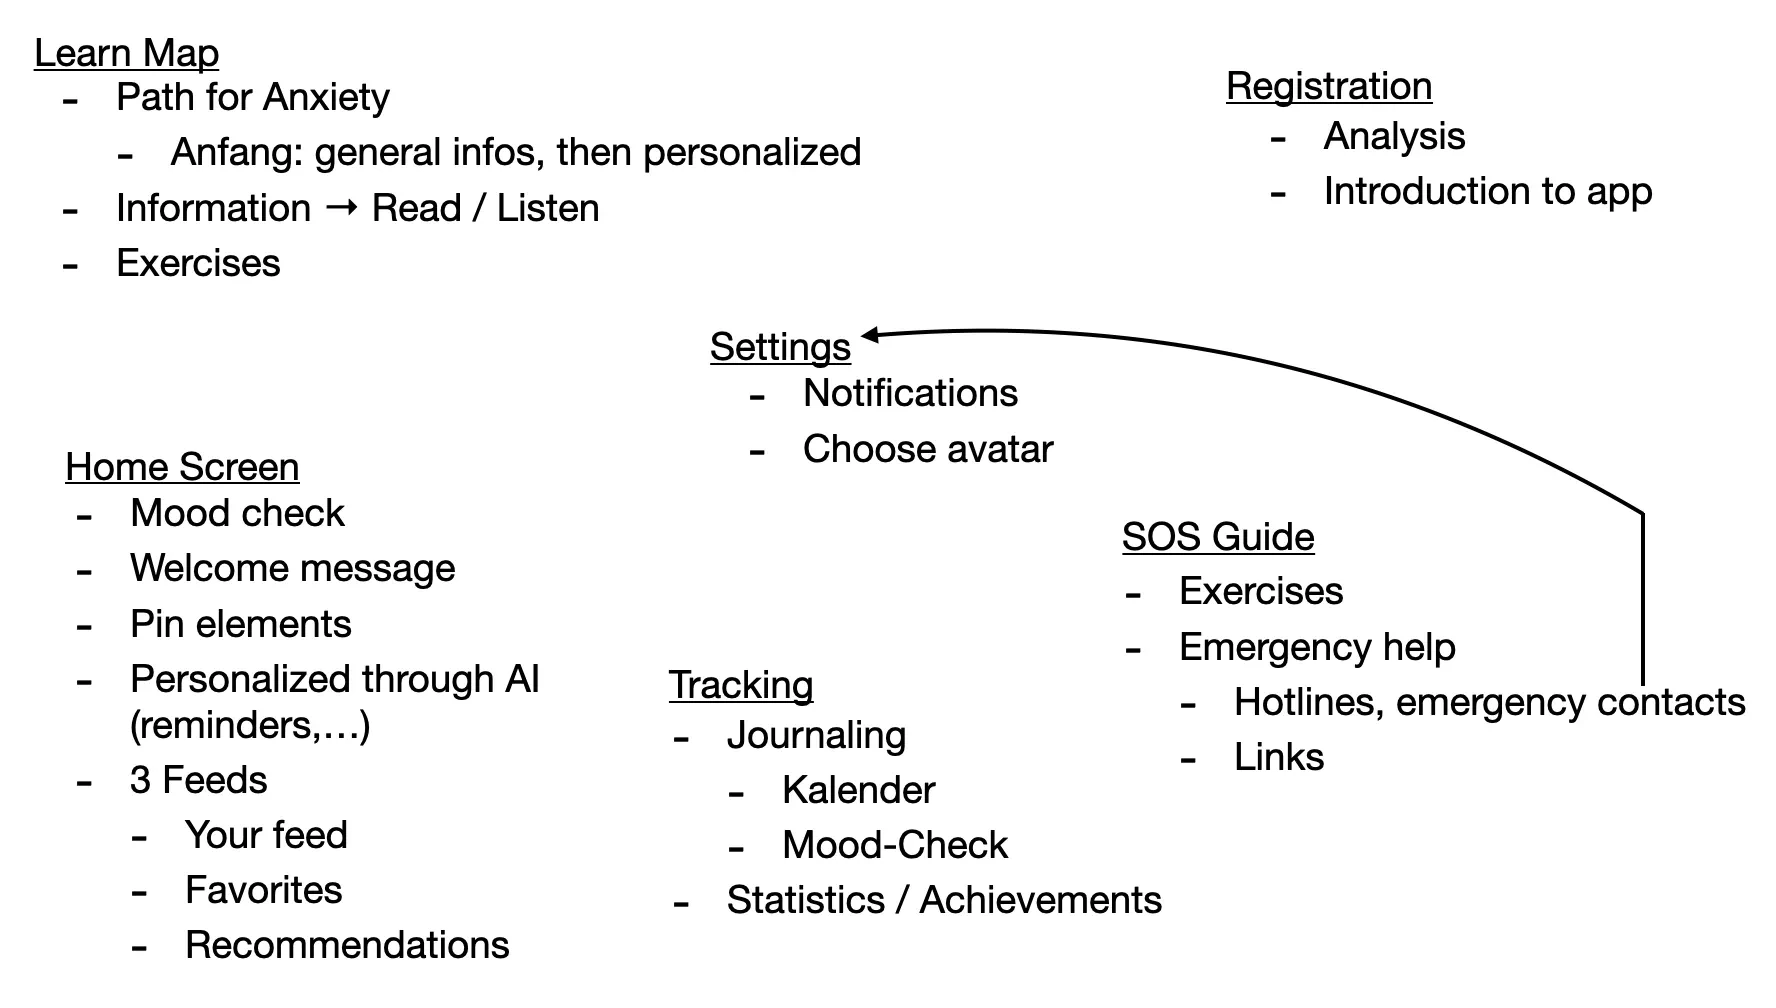 Learn Map
- Path for Anxiety
- Anfang: general infos, then personalized
- Information → Read / Listen
- Exercises
Registration
- Analysis
- Introduction to app
Settings
- Notifications
- Choose avatar
Home Screen
- Mood check
- Welcome message
- Pin elements
- Personalized through AI
(reminders,…)
- 3 Feeds
- Your feed
- Favorites
- Recommendations
Tracking
- Journaling
- Kalender
- Mood-Check
- Statistics / Achievements
SOS Guide
- Exercises
- Emergency help
- Hotlines, emergency contacts
- Links